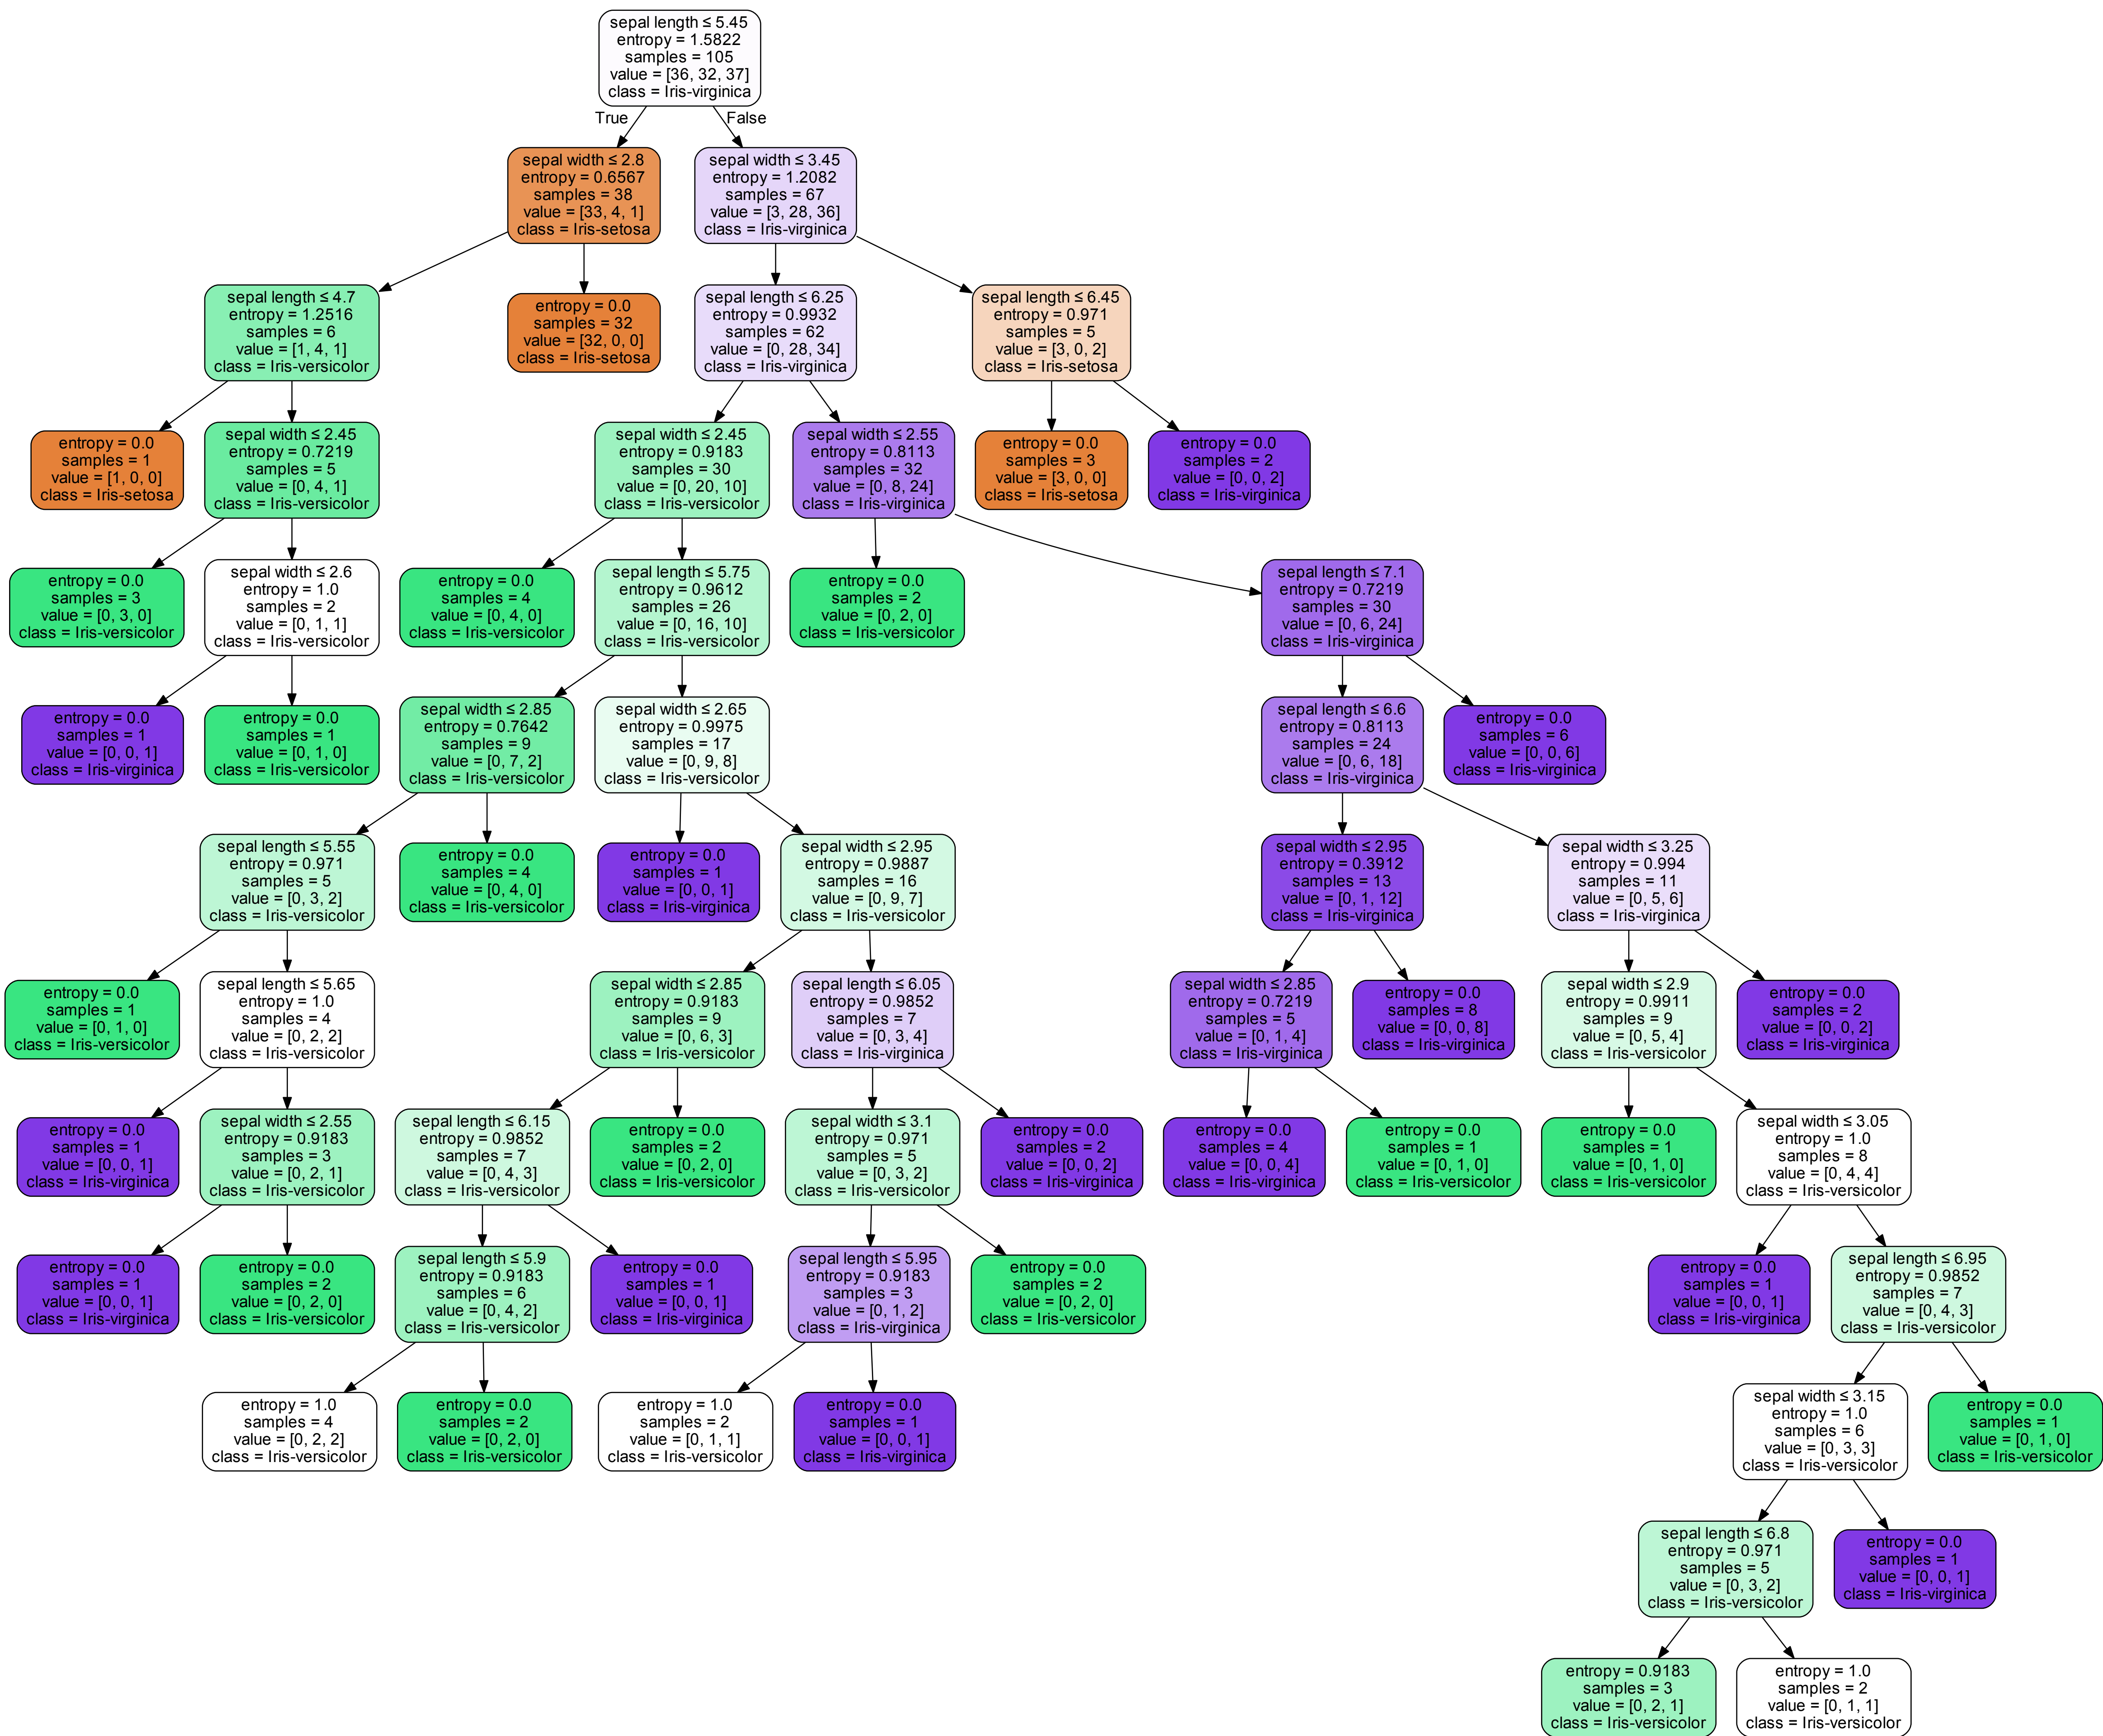 sepal length ≤ 5.45
entropy = 1.5822
samples = 105
value = [36, 32, 37]
class = Iris-virginica
True
False
sepal width ≤ 2.8
entropy = 0.6567
samples = 38
value = [33, 4, 1]
class = Iris-setosa
sepal width ≤ 3.45
entropy = 1.2082
samples = 67
value = [3, 28, 36]
class = Iris-virginica
sepal length ≤ 4.7
entropy = 1.2516
samples = 6
value = [1, 4, 1]
class = Iris-versicolor
entropy = 0.0
samples = 32
value = [32, 0, 0]
class = Iris-setosa
sepal length ≤ 6.25
entropy = 0.9932
samples = 62
value = [0, 28, 34]
class = Iris-virginica
sepal length ≤ 6.45
entropy = 0.971
samples = 5
value = [3, 0, 2]
class = Iris-setosa
entropy = 0.0
samples = 1
value = [1, 0, 0]
class = Iris-setosa
sepal width ≤ 2.45
entropy = 0.7219
samples = 5
value = [0, 4, 1]
class = Iris-versicolor
sepal width ≤ 2.45
entropy = 0.9183
samples = 30
value = [0, 20, 10]
class = Iris-versicolor
sepal width ≤ 2.55
entropy = 0.8113
samples = 32
value = [0, 8, 24]
class = Iris-virginica
entropy = 0.0
samples = 3
value = [3, 0, 0]
class = Iris-setosa
entropy = 0.0
samples = 2
value = [0, 0, 2]
class = Iris-virginica
entropy = 0.0
samples = 3
value = [0, 3, 0]
class = Iris-versicolor
sepal width ≤ 2.6
entropy = 1.0
samples = 2
value = [0, 1, 1]
class = Iris-versicolor
entropy = 0.0
samples = 4
value = [0, 4, 0]
class = Iris-versicolor
sepal length ≤ 5.75
entropy = 0.9612
samples = 26
value = [0, 16, 10]
class = Iris-versicolor
entropy = 0.0
samples = 2
value = [0, 2, 0]
class = Iris-versicolor
sepal length ≤ 7.1
entropy = 0.7219
samples = 30
value = [0, 6, 24]
class = Iris-virginica
entropy = 0.0
samples = 1
value = [0, 0, 1]
class = Iris-virginica
entropy = 0.0
samples = 1
value = [0, 1, 0]
class = Iris-versicolor
sepal width ≤ 2.85
entropy = 0.7642
samples = 9
value = [0, 7, 2]
class = Iris-versicolor
sepal width ≤ 2.65
entropy = 0.9975
samples = 17
value = [0, 9, 8]
class = Iris-versicolor
sepal length ≤ 6.6
entropy = 0.8113
samples = 24
value = [0, 6, 18]
class = Iris-virginica
entropy = 0.0
samples = 6
value = [0, 0, 6]
class = Iris-virginica
sepal length ≤ 5.55
entropy = 0.971
samples = 5
value = [0, 3, 2]
class = Iris-versicolor
entropy = 0.0
samples = 4
value = [0, 4, 0]
class = Iris-versicolor
entropy = 0.0
samples = 1
value = [0, 0, 1]
class = Iris-virginica
sepal width ≤ 2.95
entropy = 0.9887
samples = 16
value = [0, 9, 7]
class = Iris-versicolor
sepal width ≤ 2.95
entropy = 0.3912
samples = 13
value = [0, 1, 12]
class = Iris-virginica
sepal width ≤ 3.25
entropy = 0.994
samples = 11
value = [0, 5, 6]
class = Iris-virginica
entropy = 0.0
samples = 1
value = [0, 1, 0]
class = Iris-versicolor
sepal length ≤ 5.65
entropy = 1.0
samples = 4
value = [0, 2, 2]
class = Iris-versicolor
sepal width ≤ 2.85
entropy = 0.9183
samples = 9
value = [0, 6, 3]
class = Iris-versicolor
sepal length ≤ 6.05
entropy = 0.9852
samples = 7
value = [0, 3, 4]
class = Iris-virginica
sepal width ≤ 2.85
entropy = 0.7219
samples = 5
value = [0, 1, 4]
class = Iris-virginica
entropy = 0.0
samples = 8
value = [0, 0, 8]
class = Iris-virginica
sepal width ≤ 2.9
entropy = 0.9911
samples = 9
value = [0, 5, 4]
class = Iris-versicolor
entropy = 0.0
samples = 2
value = [0, 0, 2]
class = Iris-virginica
entropy = 0.0
samples = 1
value = [0, 0, 1]
class = Iris-virginica
sepal width ≤ 2.55
entropy = 0.9183
samples = 3
value = [0, 2, 1]
class = Iris-versicolor
sepal length ≤ 6.15
entropy = 0.9852
samples = 7
value = [0, 4, 3]
class = Iris-versicolor
entropy = 0.0
samples = 2
value = [0, 2, 0]
class = Iris-versicolor
sepal width ≤ 3.1
entropy = 0.971
samples = 5
value = [0, 3, 2]
class = Iris-versicolor
entropy = 0.0
samples = 2
value = [0, 0, 2]
class = Iris-virginica
entropy = 0.0
samples = 4
value = [0, 0, 4]
class = Iris-virginica
entropy = 0.0
samples = 1
value = [0, 1, 0]
class = Iris-versicolor
entropy = 0.0
samples = 1
value = [0, 1, 0]
class = Iris-versicolor
sepal width ≤ 3.05
entropy = 1.0
samples = 8
value = [0, 4, 4]
class = Iris-versicolor
entropy = 0.0
samples = 1
value = [0, 0, 1]
class = Iris-virginica
entropy = 0.0
samples = 2
value = [0, 2, 0]
class = Iris-versicolor
sepal length ≤ 5.9
entropy = 0.9183
samples = 6
value = [0, 4, 2]
class = Iris-versicolor
entropy = 0.0
samples = 1
value = [0, 0, 1]
class = Iris-virginica
sepal length ≤ 5.95
entropy = 0.9183
samples = 3
value = [0, 1, 2]
class = Iris-virginica
entropy = 0.0
samples = 2
value = [0, 2, 0]
class = Iris-versicolor
entropy = 0.0
samples = 1
value = [0, 0, 1]
class = Iris-virginica
sepal length ≤ 6.95
entropy = 0.9852
samples = 7
value = [0, 4, 3]
class = Iris-versicolor
entropy = 1.0
samples = 4
value = [0, 2, 2]
class = Iris-versicolor
entropy = 0.0
samples = 2
value = [0, 2, 0]
class = Iris-versicolor
entropy = 1.0
samples = 2
value = [0, 1, 1]
class = Iris-versicolor
entropy = 0.0
samples = 1
value = [0, 0, 1]
class = Iris-virginica
sepal width ≤ 3.15
entropy = 1.0
samples = 6
value = [0, 3, 3]
class = Iris-versicolor
entropy = 0.0
samples = 1
value = [0, 1, 0]
class = Iris-versicolor
sepal length ≤ 6.8
entropy = 0.971
samples = 5
value = [0, 3, 2]
class = Iris-versicolor
entropy = 0.0
samples = 1
value = [0, 0, 1]
class = Iris-virginica
entropy = 0.9183
samples = 3
value = [0, 2, 1]
class = Iris-versicolor
entropy = 1.0
samples = 2
value = [0, 1, 1]
class = Iris-versicolor